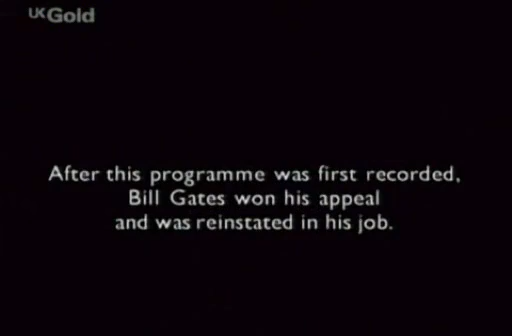 UKGold
After this programme was first recorded,
Bill Gates won his appeal
and was reinstated in his job.